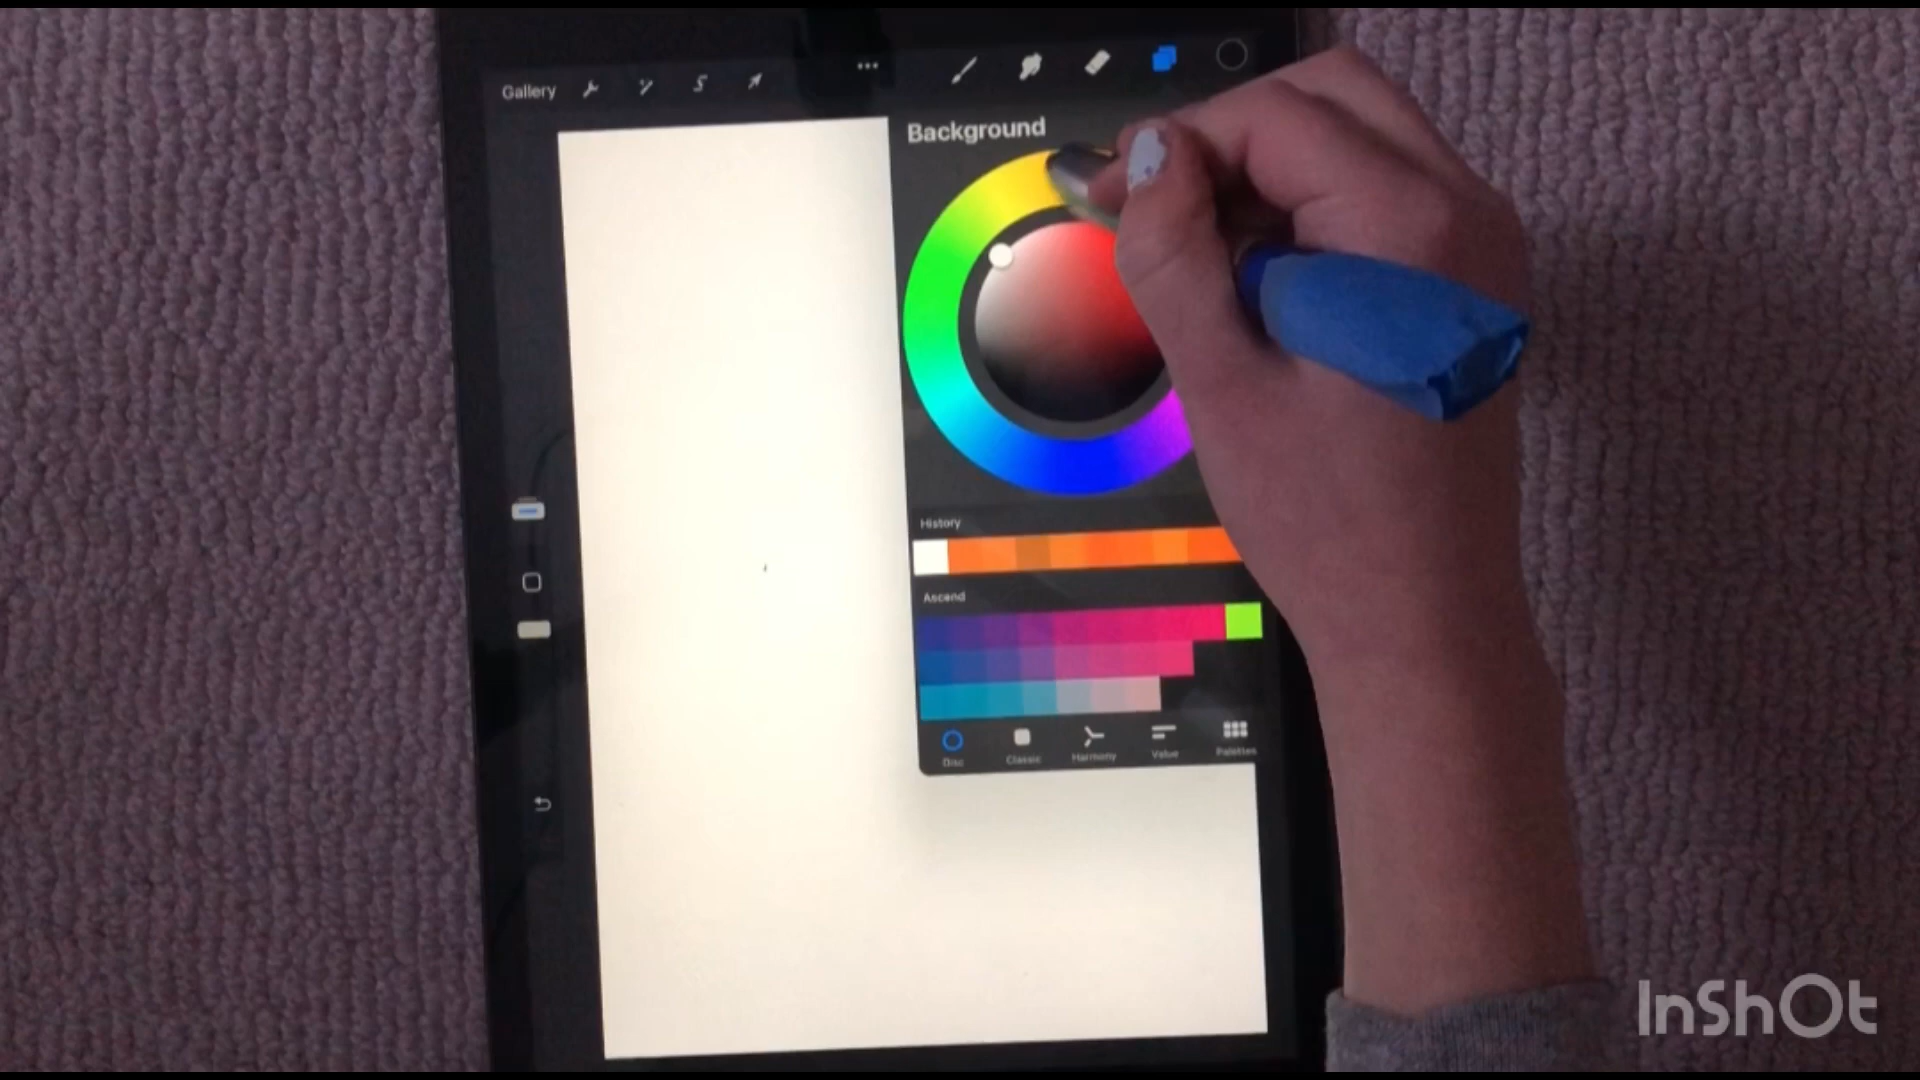 Gallery
Background
History
Ascend
Disc
Classic
Harmony
Value
Palettes
InShOt